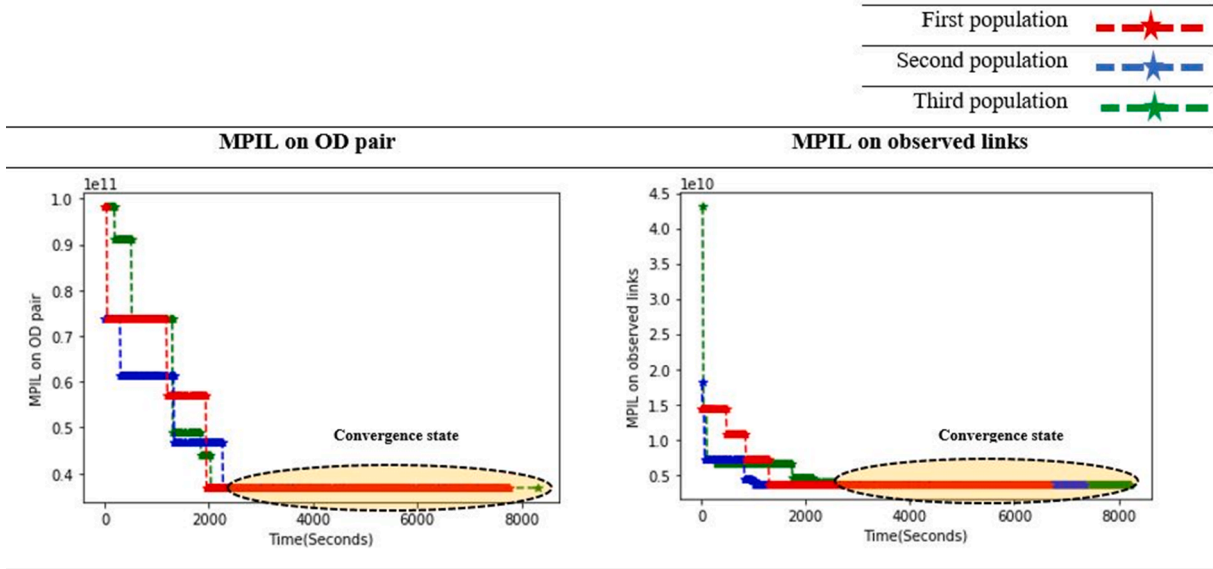 First population
Second population
Third population
MPIL on OD pair
MPIL on observed links
1e11
1.0
0.9
0.8
0.7
0.6
0.5
0.4
MPIL on OD pair
Convergence state
0
2000
4000
6000
8000
Time(Seconds)
1e10
4.5
4.0
3.5
3.0
2.5
2.0
1.5
1.0
0.5
MPIL on observed links
Convergence state
0
2000
4000
6000
8000
Time(Seconds)